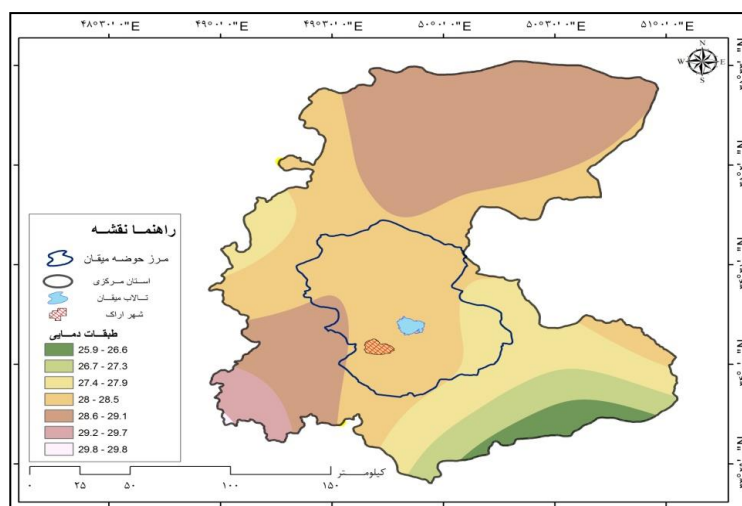 ۴۸°۳۰'۰"E ۴۹°۰'۰"E ۴۹°۳۰'۰"E ۵۰°۰'۰"E ۵۰°۳۰'۰"E ۵۱°۰'۰"E
N
W E
S
راهنما نقشه
مرز حوضه میقان
استان مرکزی
تالاب میقان
شهر اراک
طبقات دمایی
25.9 - 26.6
26.7 - 27.3
27.4 - 27.9
28 - 28.5
28.6 - 29.1
29.2 - 29.7
29.8 - 29.8
کیلومتر
۰ ۲۵ ۵۰ ۱۰۰ ۱۵۰